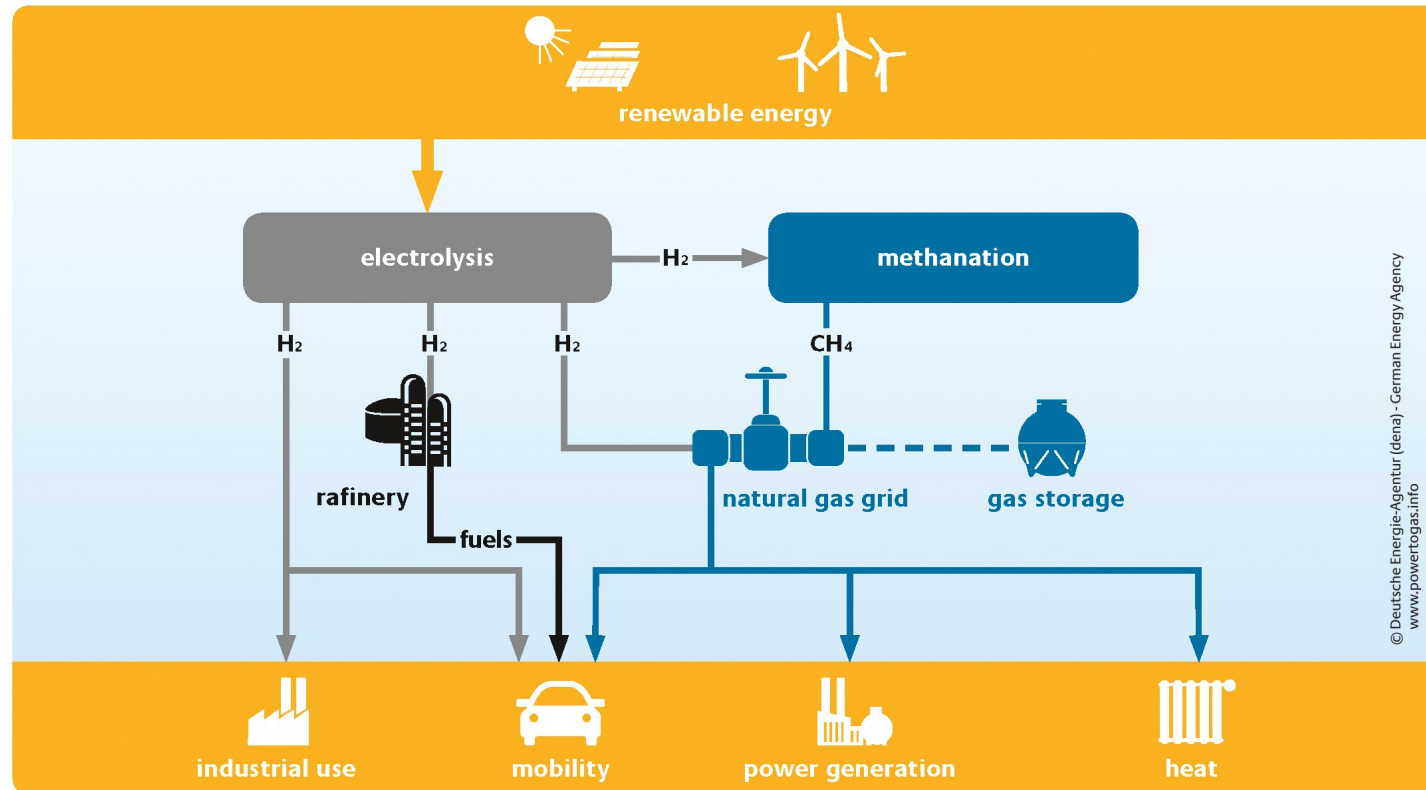 renewable energy
electrolysis
H₂
methanation
H₂
H₂
H₂
CH₄
rafinery
natural gas grid
gas storage
fuels
industrial use
mobility
power generation
heat
© Deutsche Energie-Agentur (dena) - German Energy Agency
www.powertogas.info